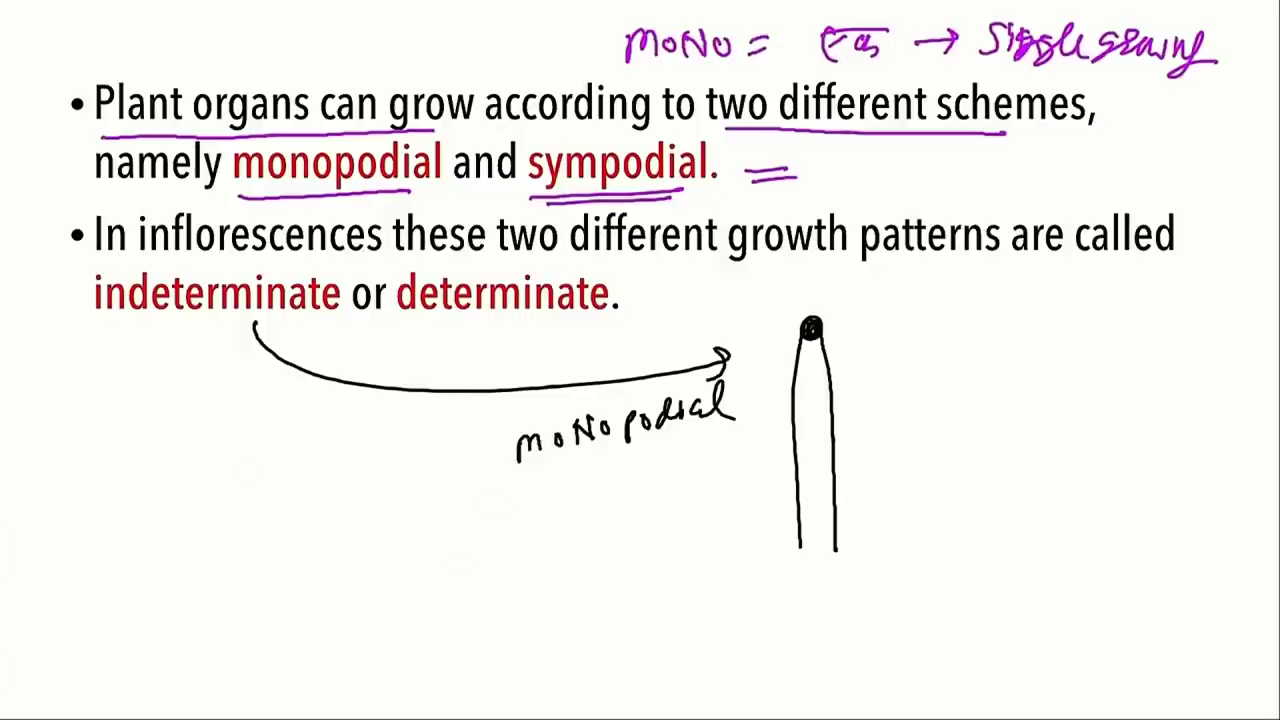 MONO = → Single growing
• Plant organs can grow according to two different schemes,
namely monopodial and sympodial.
• In inflorescences these two different growth patterns are called
indeterminate or determinate.
MONopodial